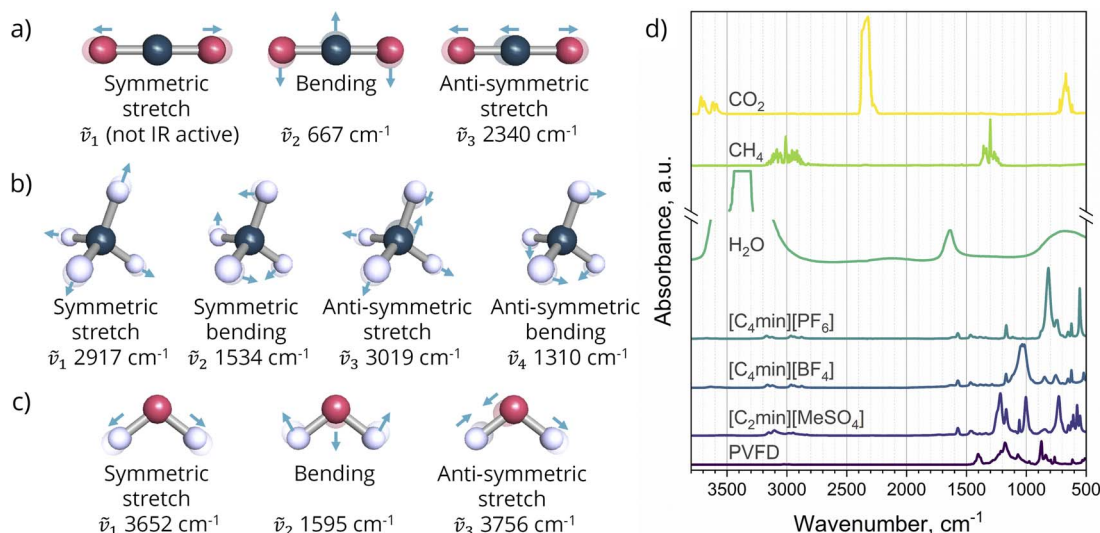 a)
Symmetric
stretch
ṽ₁ (not IR active)
Bending
ṽ₂ 667 cm⁻¹
Anti-symmetric
stretch
ṽ₃ 2340 cm⁻¹
b)
Symmetric
stretch
ṽ₁ 2917 cm⁻¹
Symmetric
bending
ṽ₂ 1534 cm⁻¹
Anti-symmetric
stretch
ṽ₃ 3019 cm⁻¹
Anti-symmetric
bending
ṽ₄ 1310 cm⁻¹
c)
Symmetric
stretch
ṽ₁ 3652 cm⁻¹
Bending
ṽ₂ 1595 cm⁻¹
Anti-symmetric
stretch
ṽ₃ 3756 cm⁻¹
d)
Absorbance, a.u.
CO₂
CH₄
H₂O
[C₄min][PF₆]
[C₄min][BF₄]
[C₂min][MeSO₄]
PVFD
3500 3000 2500 2000 1500 1000 500
Wavenumber, cm⁻¹